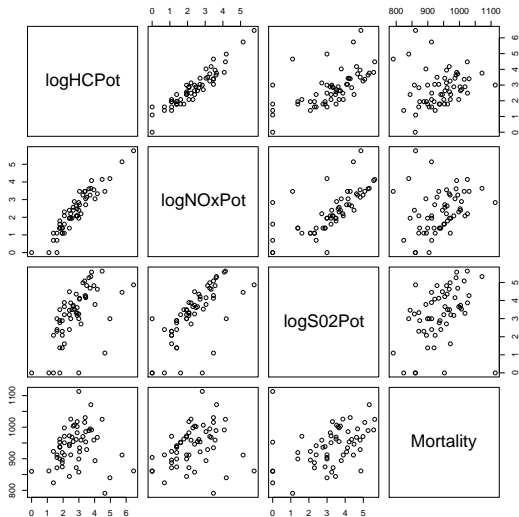 0 1 2 3 4 5 800 900 1000 1100
logHCPot
0 1 2 3 4 5 6
0 1 2 3 4 5
logNOxPot
logS02Pot
0 1 2 3 4 5
800 900 1000 1100
Mortality
0 1 2 3 4 5 6 0 1 2 3 4 5